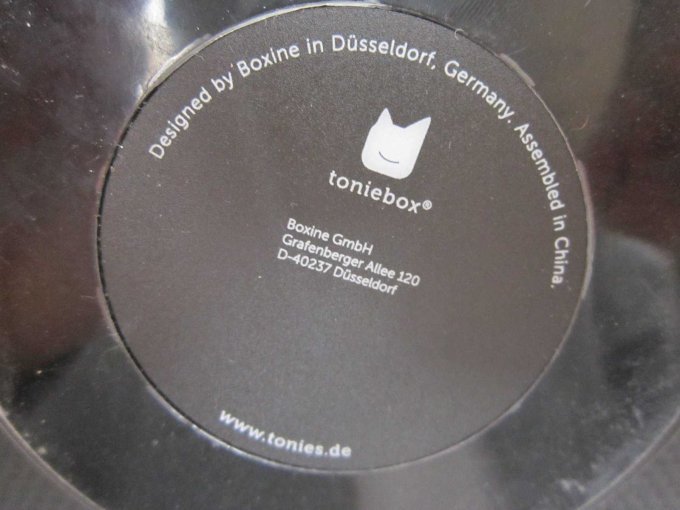 Designed by Boxine in Düsseldorf, Germany. Assembled in China.
toniebox®
Boxine GmbH
Grafenberger Allee 120
D-40237 Düsseldorf
www.tonies.de